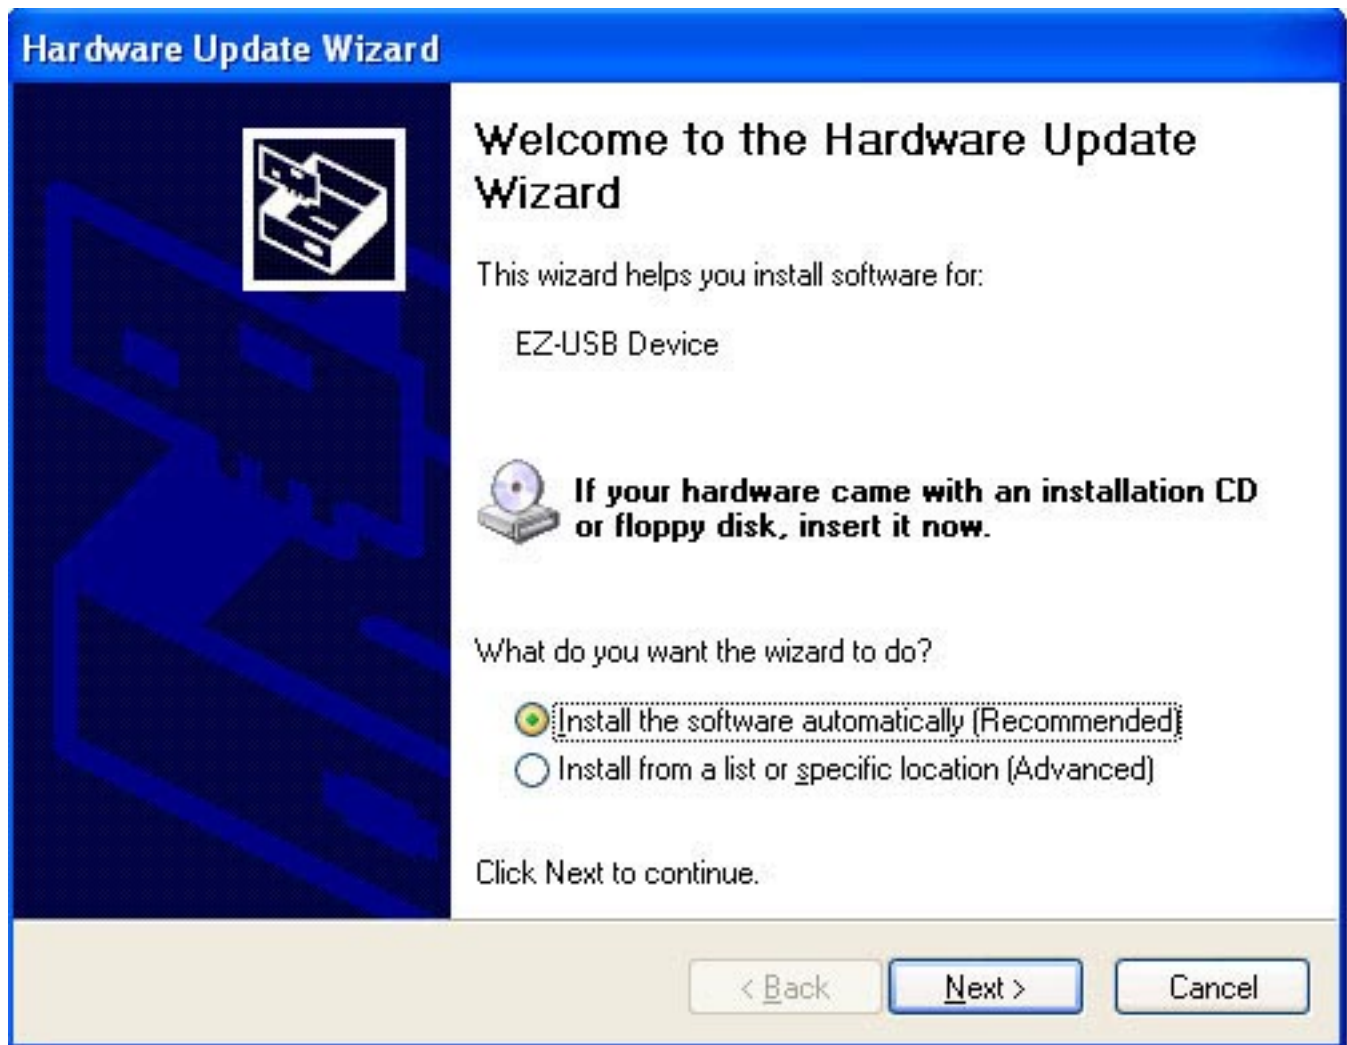 Hardware Update Wizard
Welcome to the Hardware Update
Wizard
This wizard helps you install software for:
EZ-USB Device
If your hardware came with an installation CD
or floppy disk, insert it now.
What do you want the wizard to do?
Install the software automatically (Recommended)
Install from a list or specific location (Advanced)
Click Next to continue.
< Back
Next >
Cancel